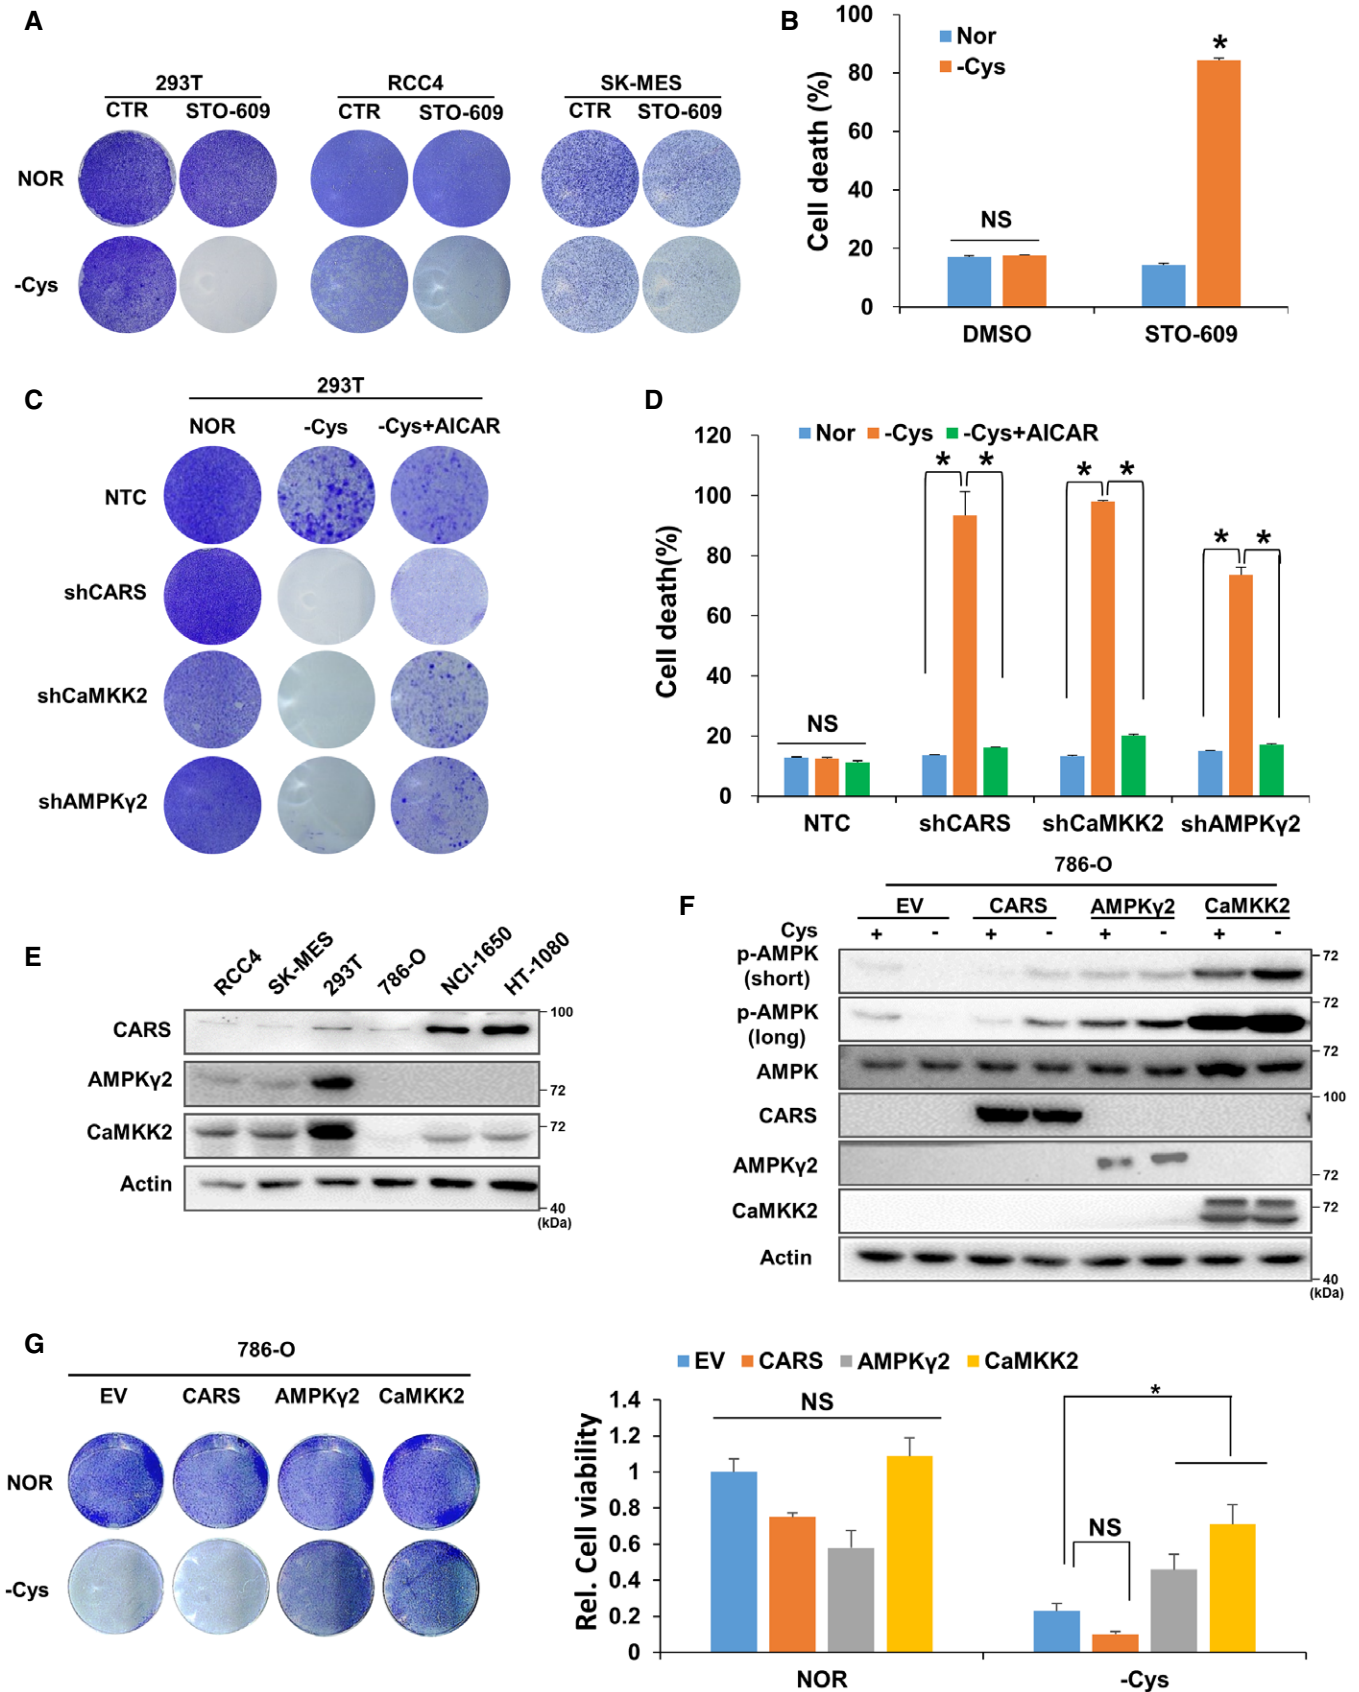 A
293T RCC4 SK-MES
CTR STO-609 CTR STO-609 CTR STO-609
NOR
-Cys
B
100
80
60
40
20
0
Cell death (%)
Nor
-Cys
NS
*
DMSO STO-609
C
293T
NOR -Cys -Cys+AICAR
NTC
shCARS
shCaMKK2
shAMPKγ2
D
120
100
80
60
40
20
0
Cell death(%)
Nor -Cys -Cys+AICAR
NS
* * * * * *
NTC shCARS shCaMKK2 shAMPKγ2
E
RCC4 SK-MES 293T 786-O NCI-1650 HT-1080
CARS 100
AMPKγ2 72
CaMKK2 72
Actin 40
(kDa)
F
786-O
EV CARS AMPKγ2 CaMKK2
Cys + - + - + - + -
p-AMPK (short) 72
p-AMPK (long) 72
AMPK 72
CARS 100
AMPKγ2 72
CaMKK2 72
Actin 40
(kDa)
G
786-O
EV CARS AMPKγ2 CaMKK2
NOR
-Cys
EV CARS AMPKγ2 CaMKK2
1.4
1.2
1
0.8
0.6
0.4
0.2
0
Rel. Cell viability
NS
*
NS
NOR -Cys